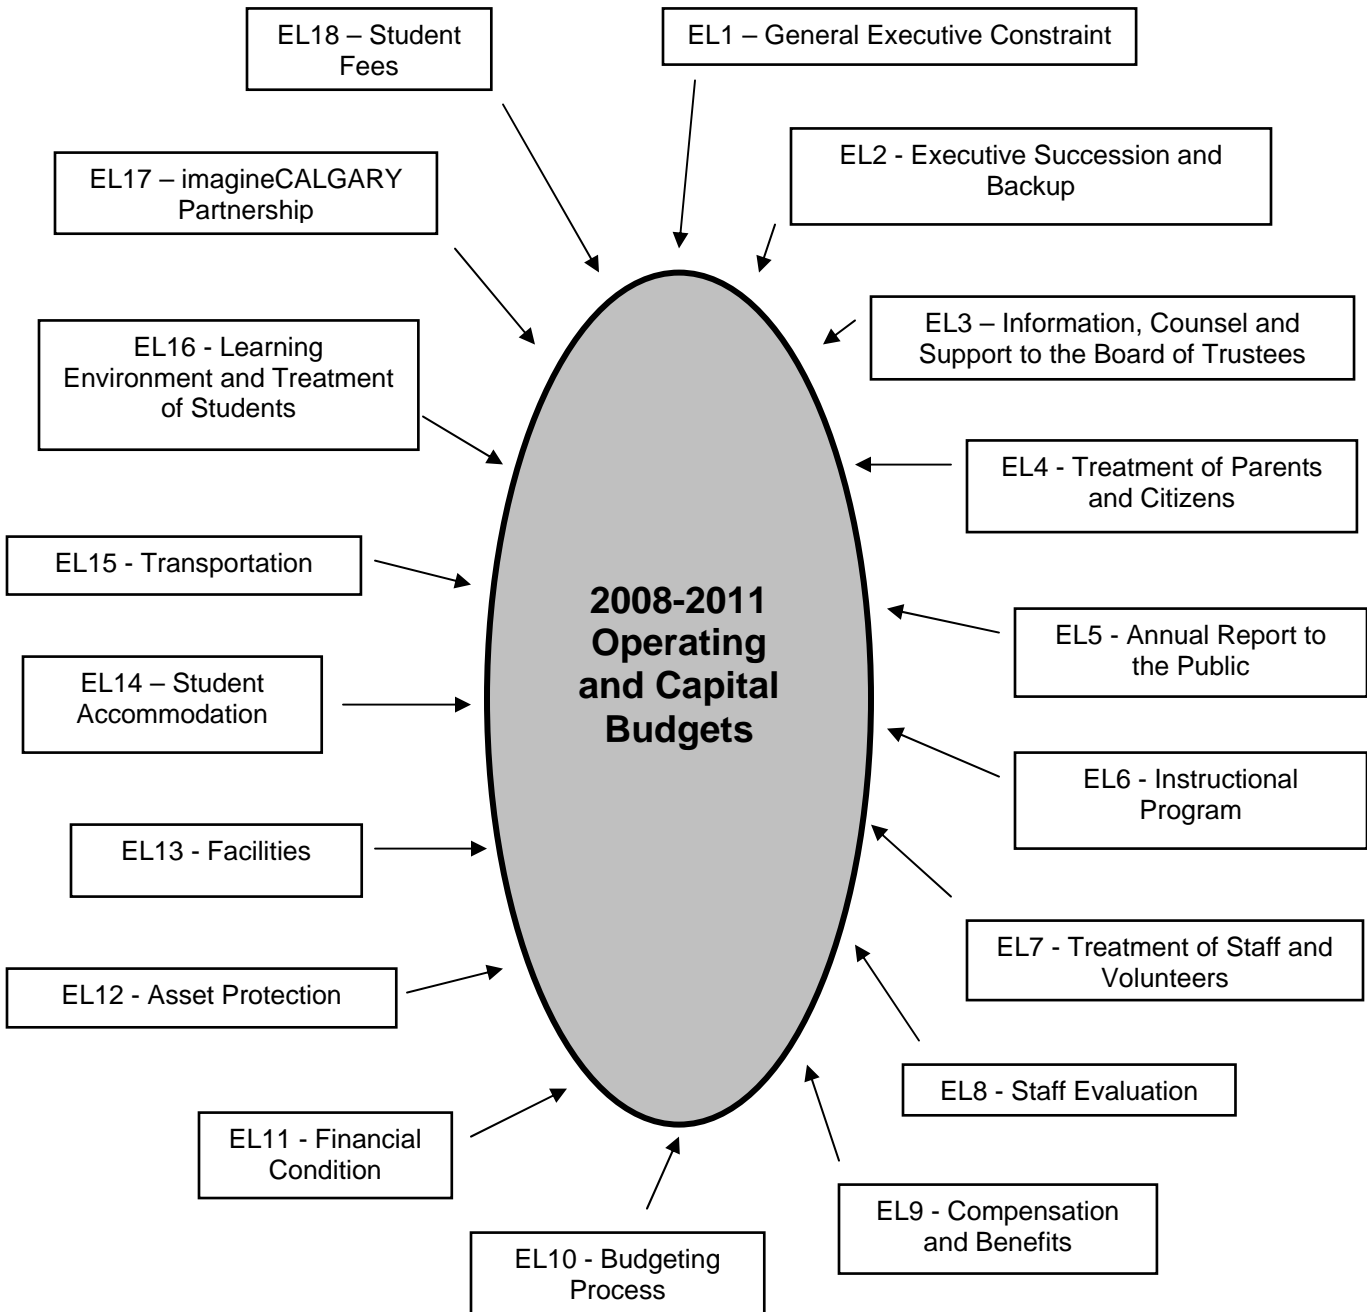 EL18 – Student
Fees
EL1 – General Executive Constraint
EL2 - Executive Succession and
Backup
EL17 – imagineCALGARY
Partnership
EL3 – Information, Counsel and
Support to the Board of Trustees
EL16 - Learning
Environment and Treatment
of Students
EL4 - Treatment of Parents
and Citizens
EL15 - Transportation
2008-2011
Operating
and Capital
Budgets
EL5 - Annual Report to
the Public
EL14 – Student
Accommodation
EL6 - Instructional
Program
EL13 - Facilities
EL7 - Treatment of Staff and
Volunteers
EL12 - Asset Protection
EL8 - Staff Evaluation
EL11 - Financial
Condition
EL9 - Compensation
and Benefits
EL10 - Budgeting
Process